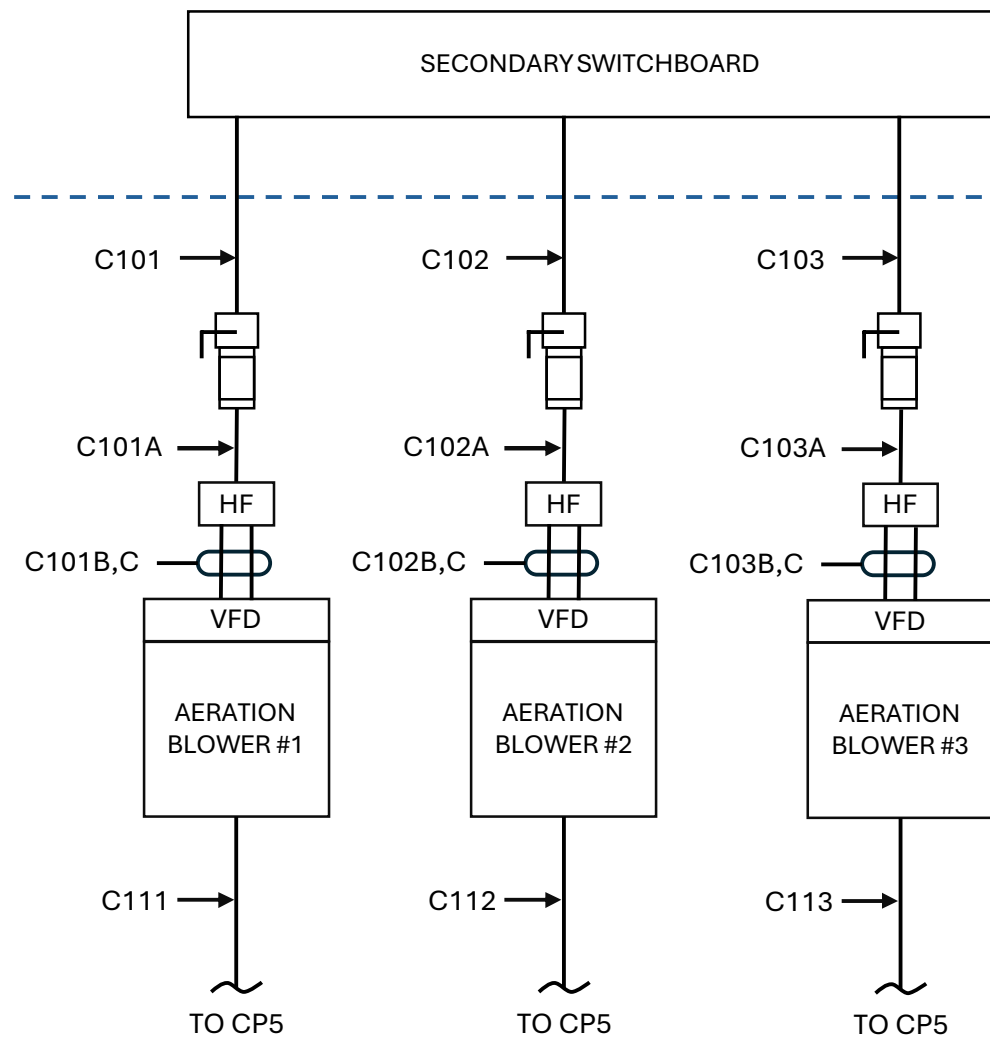 SECONDARY SWITCHBOARD
C101
C102
C103
C101A
C102A
C103A
HF
HF
HF
C101B,C
C102B,C
C103B,C
VFD
VFD
VFD
AERATION
BLOWER #1
AERATION
BLOWER #2
AERATION
BLOWER #3
C111
C112
C113
TO CP5
TO CP5
TO CP5